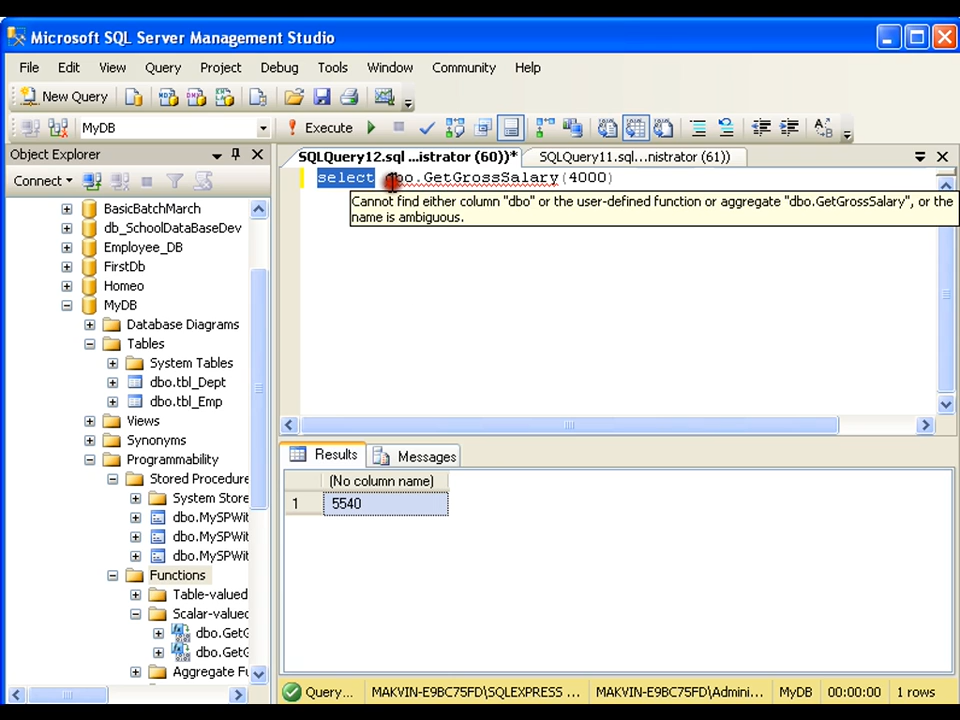 Microsoft SQL Server Management Studio
File Edit View Query Project Debug Tools Window Community Help
New Query
MyDB
Execute
Object Explorer
SQLQuery12.sql ...istrator (60))*
SQLQuery11.sql...nistrator (61))
Connect
select dbo.GetGrossSalary(4000)
Cannot find either column "dbo" or the user-defined function or aggregate "dbo.GetGrossSalary", or the
name is ambiguous.
BasicBatchMarch
db_SchoolDataBaseDev
Employee_DB
FirstDb
Homeo
MyDB
Database Diagrams
Tables
System Tables
dbo.tbl_Dept
dbo.tbl_Emp
Views
Synonyms
Programmability
Stored Procedure
System Store
dbo.MySPWit
dbo.MySPWit
dbo.MySPWit
Functions
Table-valued
Scalar-valued
dbo.GetG
dbo.GetG
Aggregate Fu
Results
Messages
(No column name)
1 5540
Query... MAKVIN-E9BC75FD\SQLEXPRESS ... MAKVIN-E9BC75FD\Admini... MyDB 00:00:00 1 rows